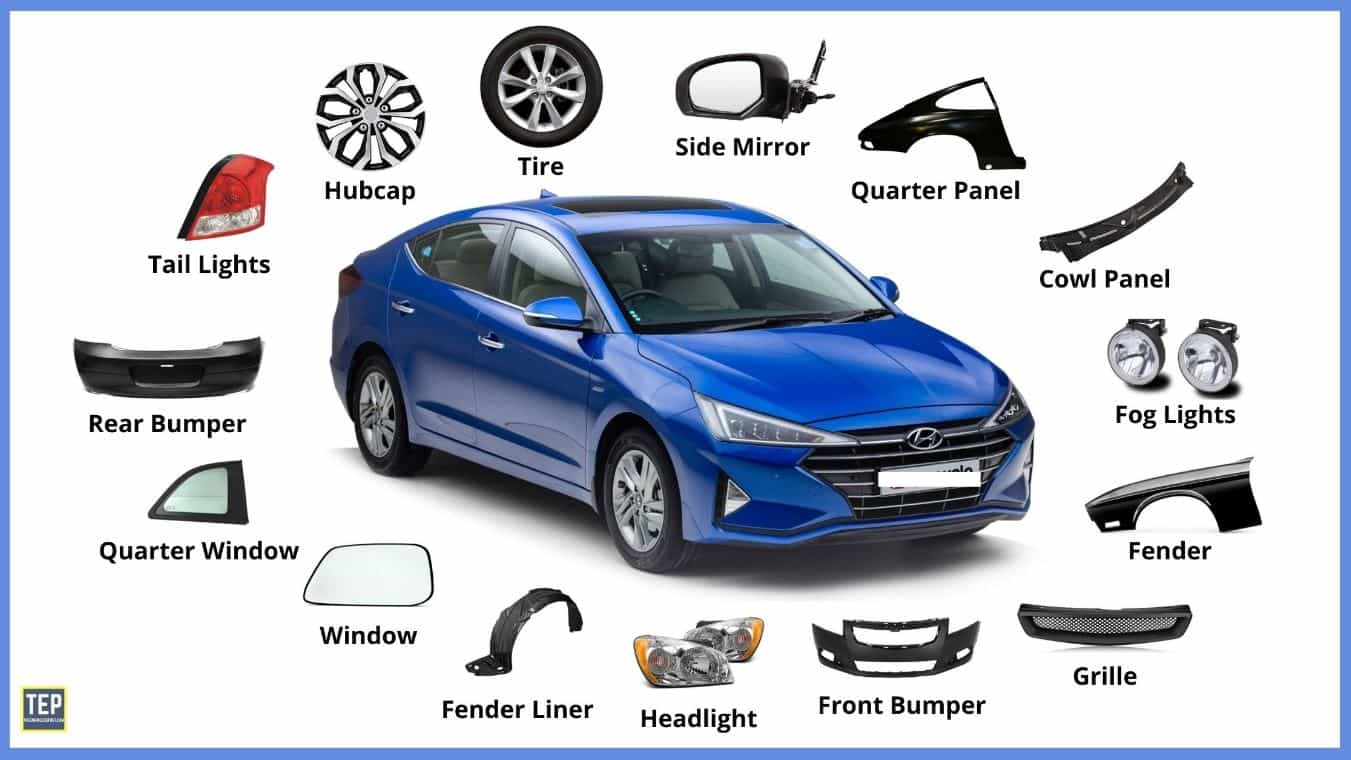 Tire
Side Mirror
Hubcap
Quarter Panel
Tail Lights
Cowl Panel
Fog Lights
Rear Bumper
Quarter Window
Fender
Window
Grille
Fender Liner
Front Bumper
Headlight
TEP